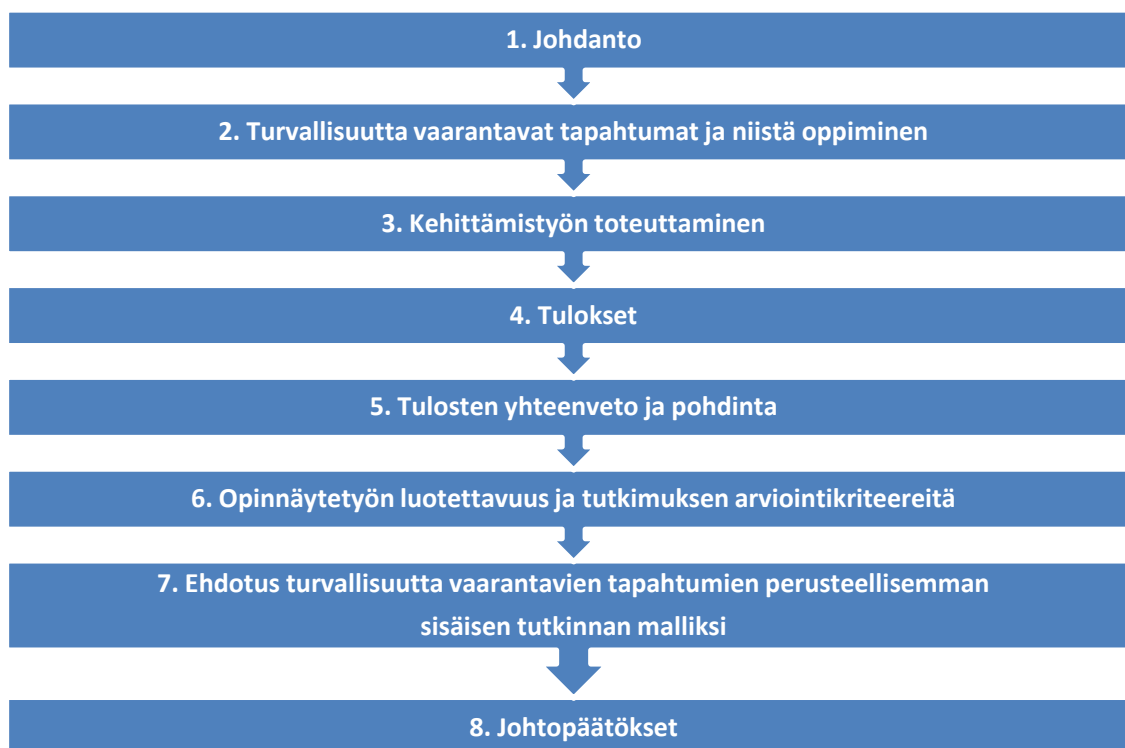 1. Johdanto
2. Turvallisuutta vaarantavat tapahtumat ja niistä oppiminen
3. Kehittämistyön toteuttaminen
4. Tulokset
5. Tulosten yhteenveto ja pohdinta
6. Opinnäytetyön luotettavuus ja tutkimuksen arviointikriteereitä
7. Ehdotus turvallisuutta vaarantavien tapahtumien perusteellisemman
sisäisen tutkinnan malliksi
8. Johtopäätökset